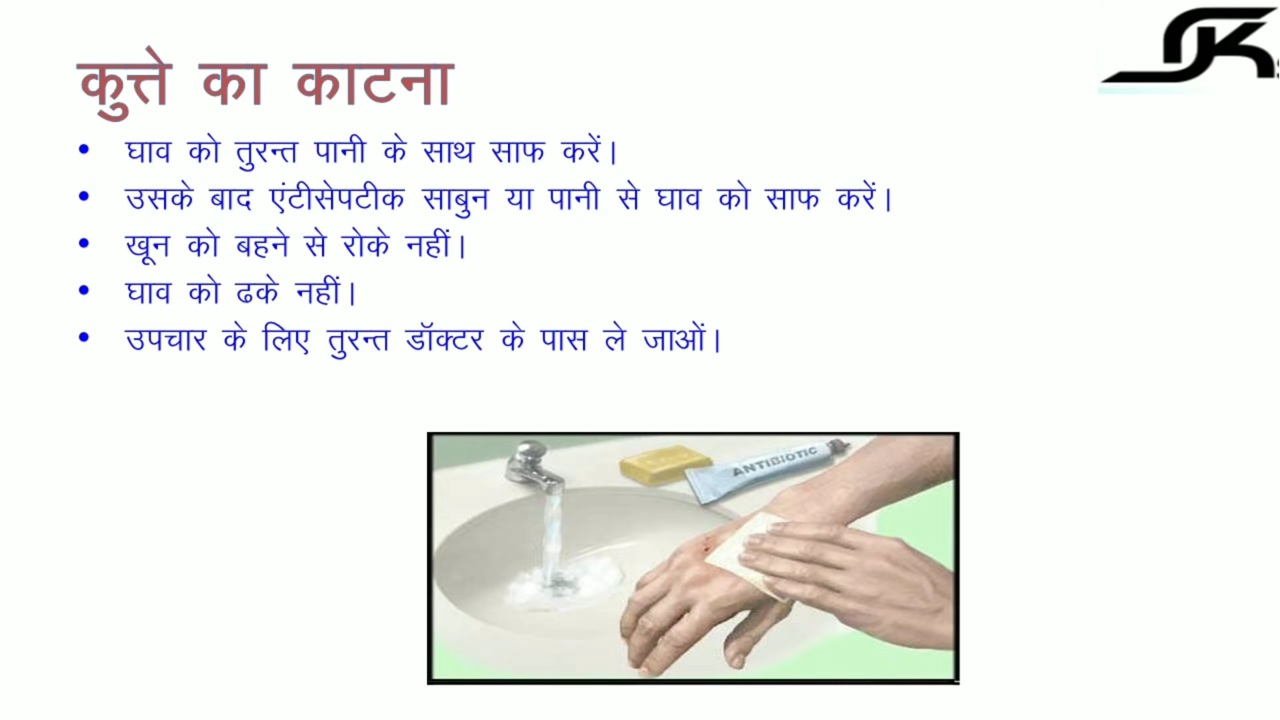 कुत्ते का काटना
• घाव को तुरन्त पानी के साथ साफ करें।
• उसके बाद एंटीसेपटीक साबुन या पानी से घाव को साफ करें।
• खून को बहने से रोके नहीं।
• घाव को ढके नहीं।
• उपचार के लिए तुरन्त डॉक्टर के पास ले जाओं।
ANTIBIOTIC